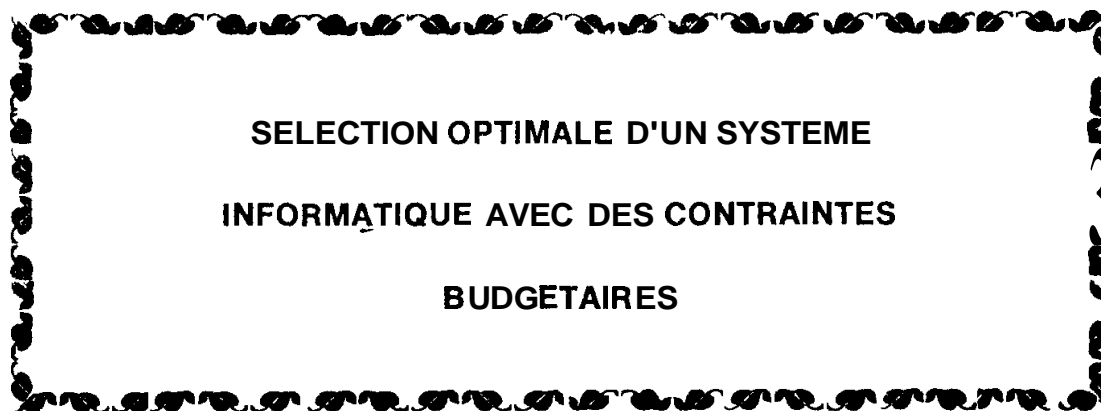 SELECTION OPTIMALE D'UN SYSTEME
INFORMATIQUE AVEC DES CONTRAINTES
BUDGETAIRES